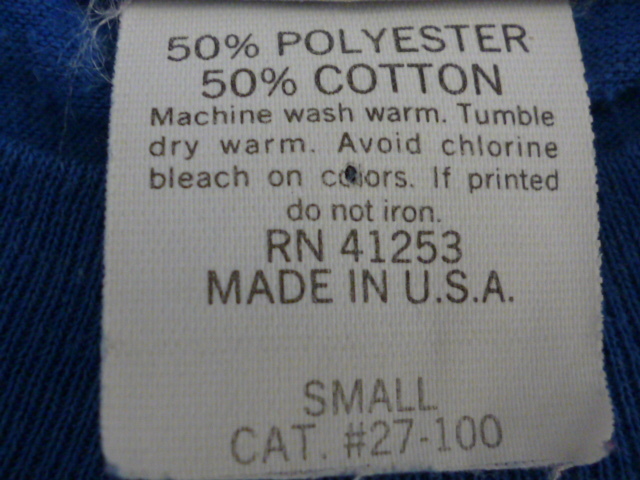 50% POLYESTER
50% COTTON
Machine wash warm. Tumble
dry warm. Avoid chlorine
bleach on colors. If printed
do not iron.
RN 41253
MADE IN U.S.A.
SMALL
CAT. #27-100